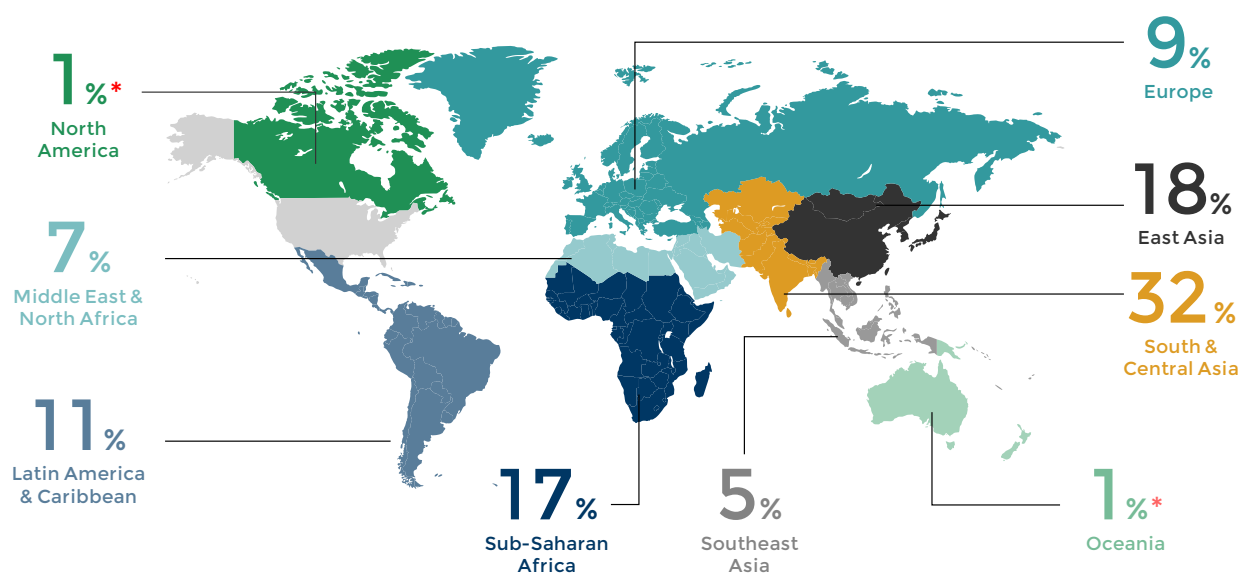 1%*
North
America
7%
Middle East &
North Africa
11%
Latin America
& Caribbean
17%
Sub-Saharan
Africa
5%
Southeast
Asia
1%*
Oceania
9%
Europe
18%
East Asia
32%
South &
Central Asia